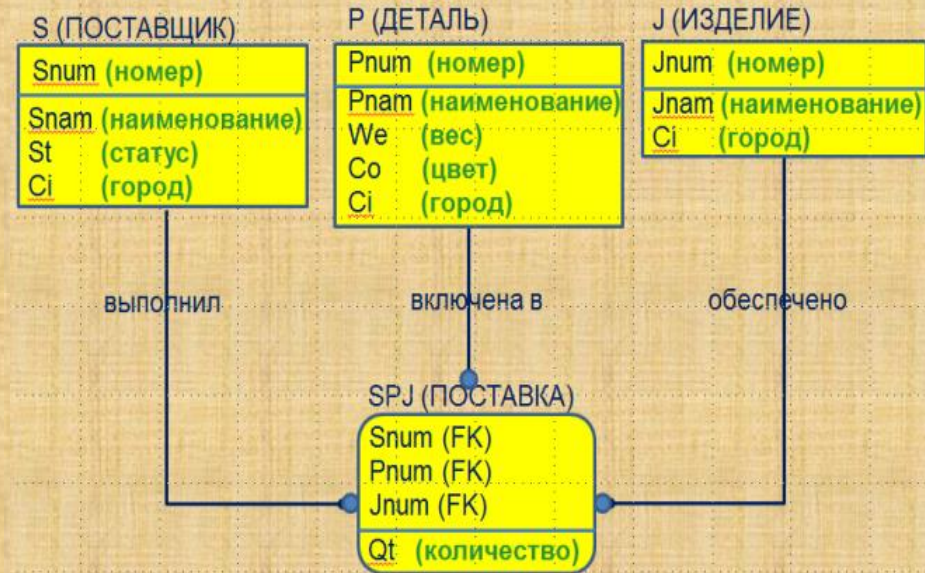 S (ПОСТАВЩИК)
Snum (номер)
Snam (наименование)
St (статус)
Ci (город)
P (ДЕТАЛЬ)
Pnum (номер)
Pnam (наименование)
We (вес)
Co (цвет)
Ci (город)
J (ИЗДЕЛИЕ)
Jnum (номер)
Jnam (наименование)
Ci (город)
выполнил
включена в
обеспечено
SPJ (ПОСТАВКА)
Snum (FK)
Pnum (FK)
Jnum (FK)
Qt (количество)